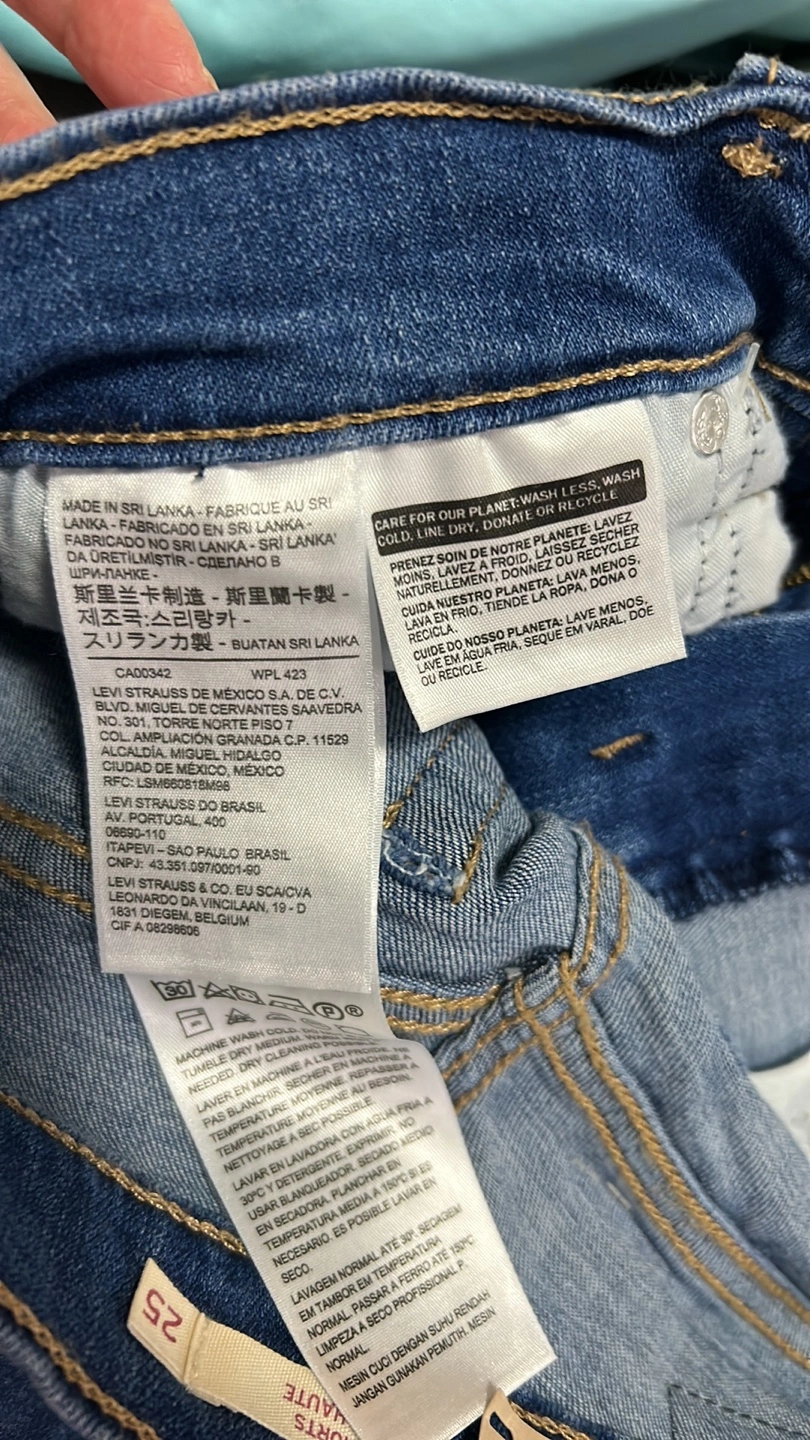 MADE IN SRI LANKA - FABRIQUE AU SRI
LANKA - FABRICADO EN SRI LANKA -
FABRICADO NO SRI LANKA - SRİ LANKA'
DA ÜRETİLMİŞTİR - СДЕЛАНО В
ШРИ-ЛАНКЕ -
斯里兰卡制造 - 斯里蘭卡製 -
제조국:스리랑카 -
スリランカ製 - BUATAN SRI LANKA
CA00342 WPL 423
LEVI STRAUSS DE MÉXICO S.A. DE C.V.
BLVD. MIGUEL DE CERVANTES SAAVEDRA
NO. 301, TORRE NORTE PISO 7
COL. AMPLIACIÓN GRANADA C.P. 11529
ALCALDÍA. MIGUEL HIDALGO
CIUDAD DE MÉXICO, MÉXICO
RFC: LSM660818M98
LEVI STRAUSS DO BRASIL
AV. PORTUGAL, 400
06690-110
ITAPEVI – SAO PAULO BRASIL
CNPJ: 43.351.097/0001-90
LEVI STRAUSS & CO. EU SCA/CVA
LEONARDO DA VINCILAAN, 19 - D
1831 DIEGEM, BELGIUM
CIF A 08298606
CARE FOR OUR PLANET: WASH LESS, WASH
COLD, LINE DRY, DONATE OR RECYCLE
PRENEZ SOIN DE NOTRE PLANETE: LAVEZ
MOINS, LAVEZ A FROID, LAISSEZ SECHER
NATURELLEMENT, DONNEZ OU RECYCLEZ
CUIDA NUESTRO PLANETA: LAVA MENOS,
LAVA EN FRIO, TIENDE LA ROPA, DONA O
RECICLA.
CUIDE DO NOSSO PLANETA: LAVE MENOS,
LAVE EM ÁGUA FRIA, SEQUE EM VARAL, DOE
OU RECICLE.
30 P ®
MACHINE WASH COLD.
TUMBLE DRY MEDIUM.
NEEDED. DRY CLEANING
LAVER EN MACHINE A L'EAU FROIDE.
PAS BLANCHIR. SECHER EN MACHINE A
TEMPERATURE MOYENNE. REPASSER A
TEMPERATURE MOYENNE AU BESOIN.
NETTOYAGE A SEC POSSIBLE.
LAVAR EN LAVADORA CON AGUA FRIA A
30ºC Y DETERGENTE. EXPRIMIR. NO
USAR BLANQUEADOR. SECADO MEDIO
EN SECADORA. PLANCHAR EN
TEMPERATURA MEDIA A 150ºC SI ES
NECESARIO. ES POSIBLE LAVAR EN
SECO.
LAVAGEM NORMAL ATÉ 30º. SECAGEM
EM TAMBOR EM TEMPERATURA
NORMAL. PASSAR A FERRO ATÉ 150ºC
LIMPEZA A SECO PROFISSIONAL P.
NORMAL.
MESIN CUCI DENGAN SUHU RENDAH
JANGAN GUNAKAN PEMUTIH. MESIN
25